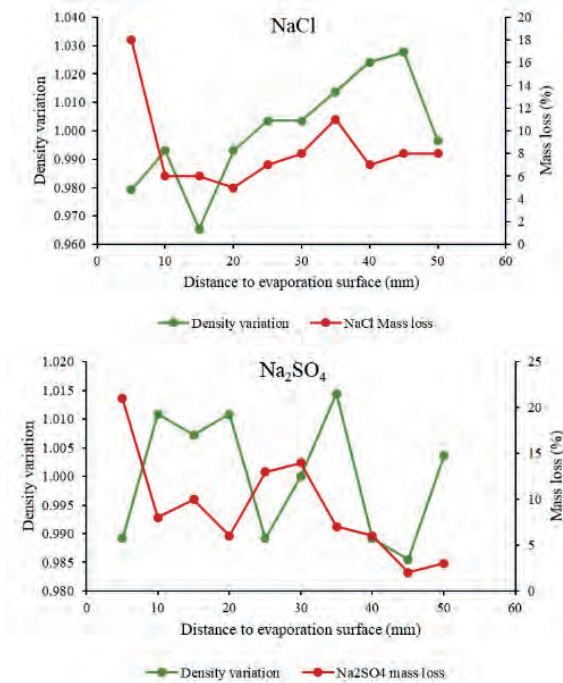 NaCl
1.040
1.030
1.020
1.010
1.000
0.990
0.980
0.970
0.960
Density variation
20
18
16
14
12
10
8
6
4
2
0
Mass loss (%)
0 10 20 30 40 50 60
Distance to evaporation surface (mm)
Density variation NaCl Mass loss
Na₂SO₄
1.020
1.015
1.010
1.005
1.000
0.995
0.990
0.985
0.980
Density variation
25
20
15
10
5
0
Mass loss (%)
0 10 20 30 40 50 60
Distance to evaporation surface (mm)
Density variation Na2SO4 mass loss